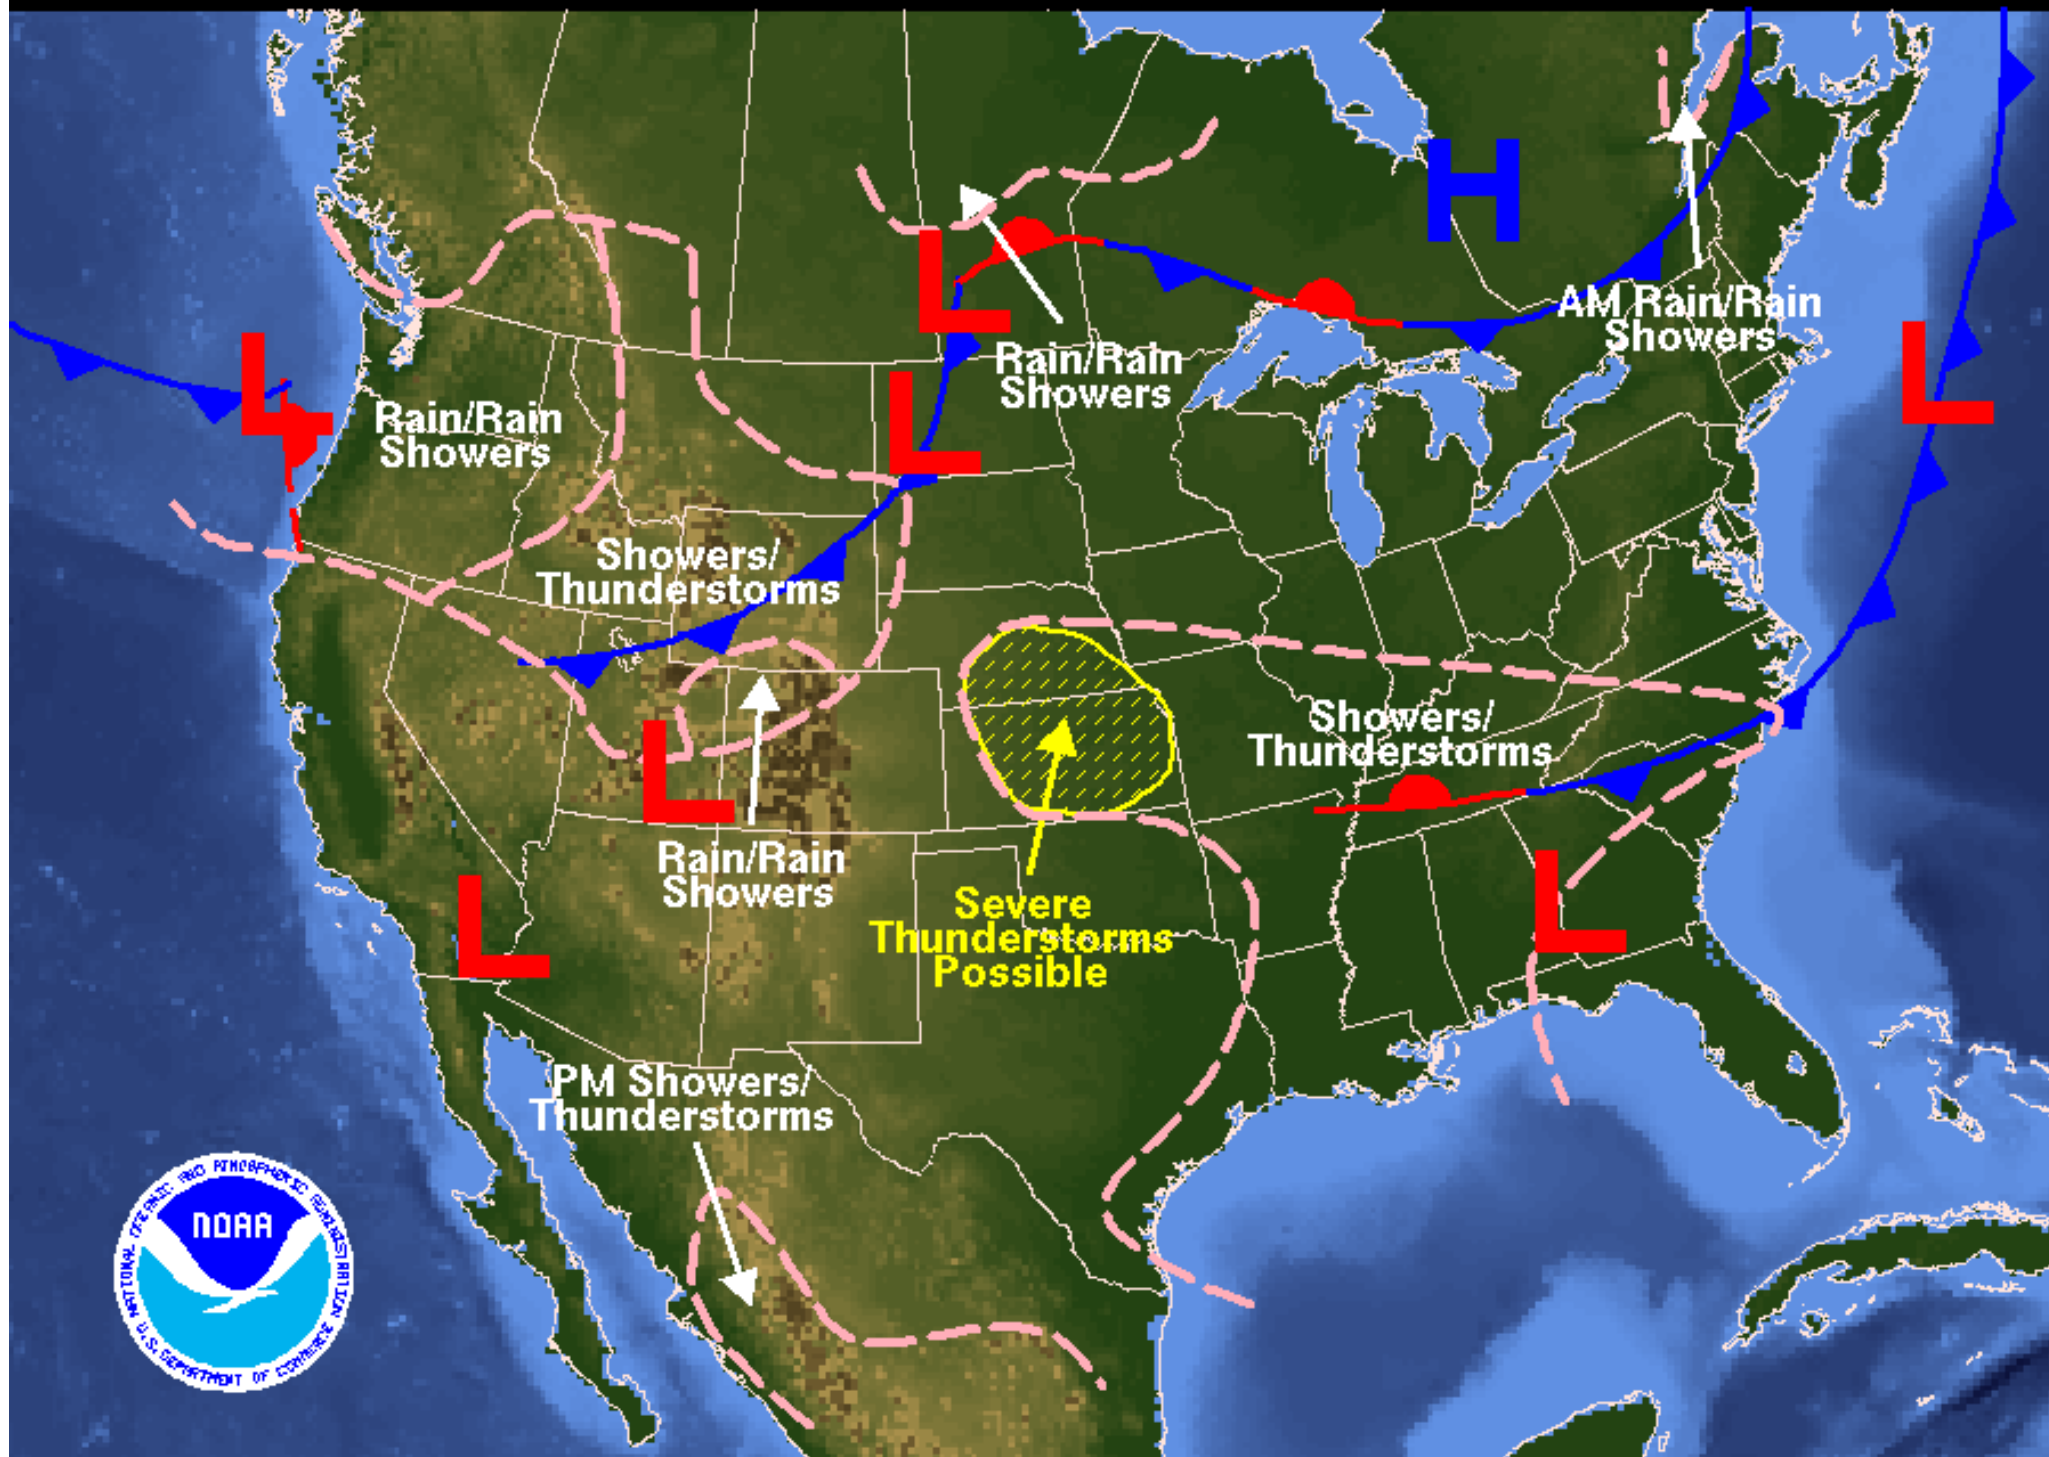 H
L
L
L
L
L
L
L
L
AM Rain/Rain
Showers
Rain/Rain
Showers
Rain/Rain
Showers
Showers/
Thunderstorms
Showers/
Thunderstorms
Rain/Rain
Showers
Severe
Thunderstorms
Possible
PM Showers/
Thunderstorms
NATIONAL OCEANIC AND ATMOSPHERIC ADMINISTRATION
NOAA
U.S. DEPARTMENT OF COMMERCE